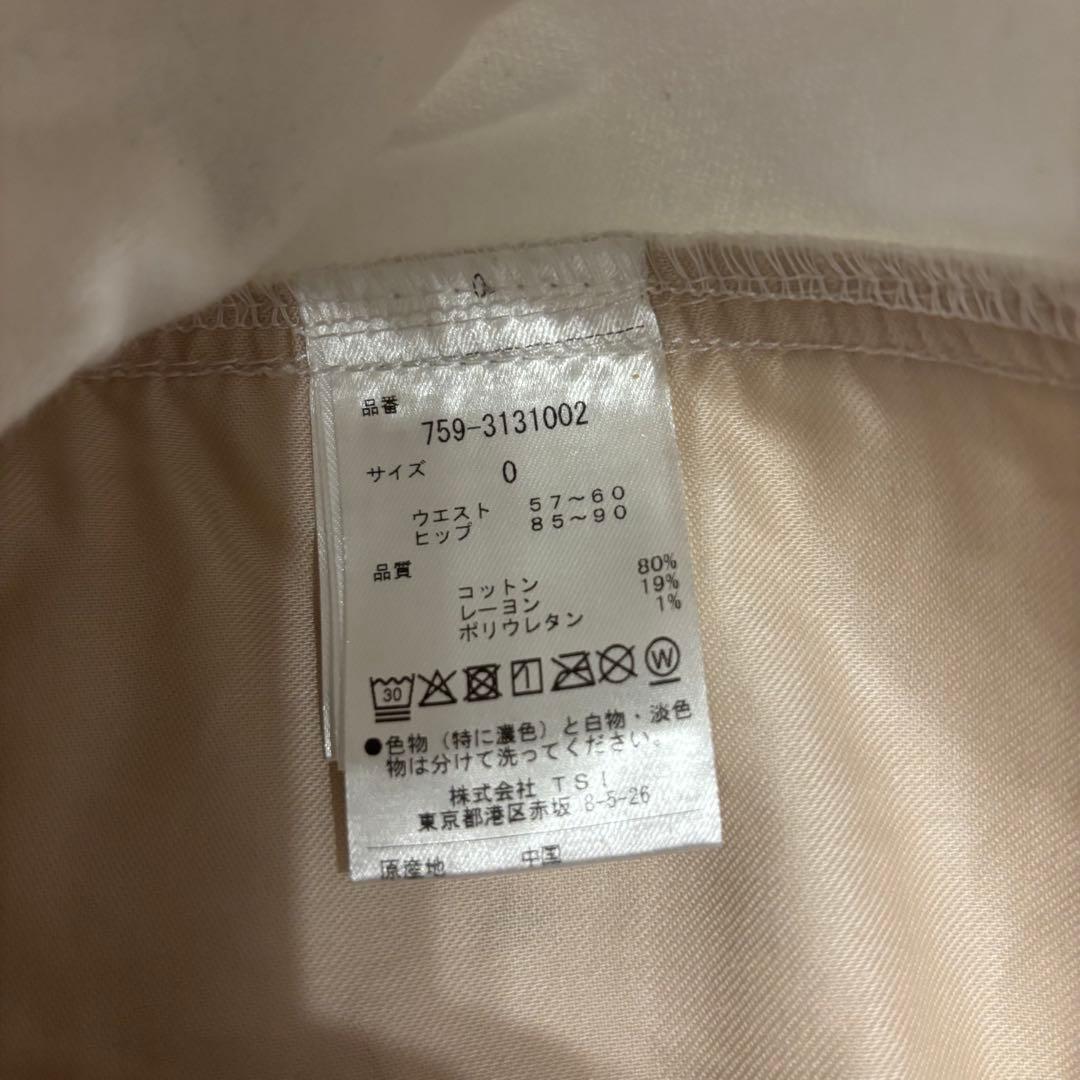 0
品番
759-3131002
サイズ 0
ウエスト 57～60
ヒップ 85～90
品質
コットン 80%
レーヨン 19%
ポリウレタン 1%
30
W
●色物（特に濃色）と白物・淡色
物は分けて洗ってください。
株式会社 TSI
東京都港区赤坂 8-5-26
原産地 中国